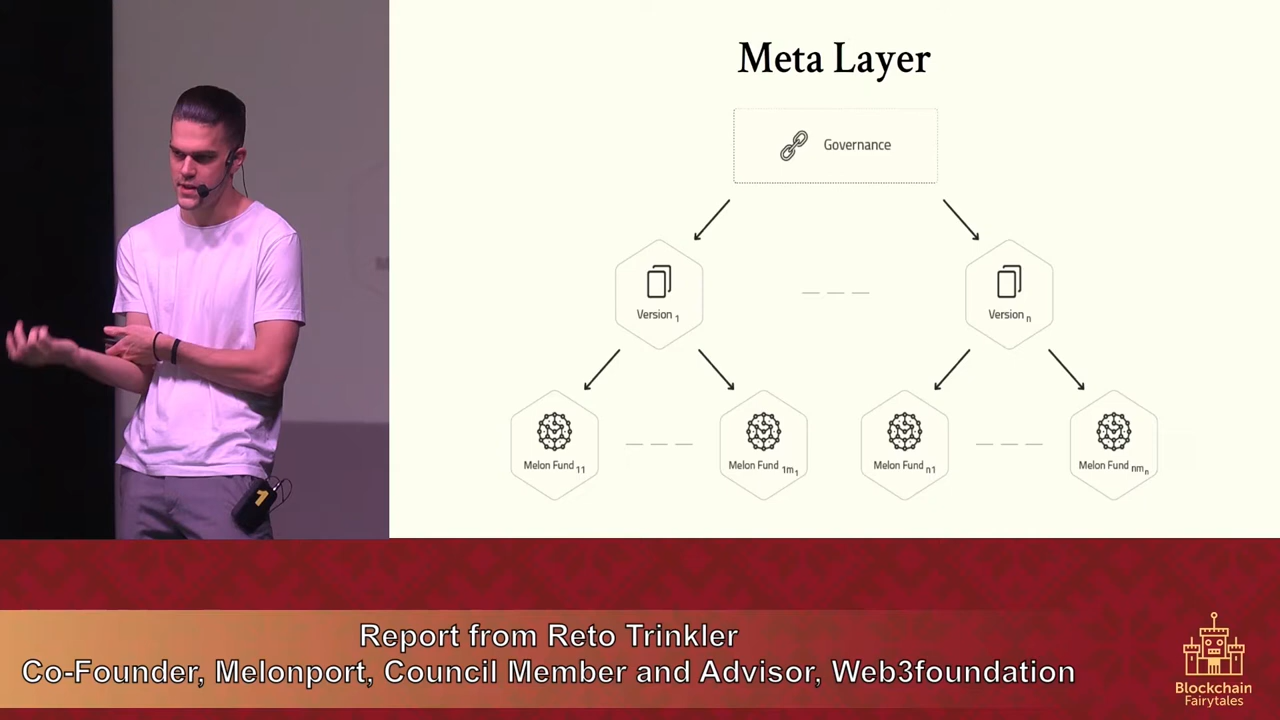 Meta Layer
Governance
Version 1
Version n
Melon Fund 11
Melon Fund 1m1
Melon Fund n1
Melon Fund nmn
1
Report from Reto Trinkler
Co-Founder, Melonport, Council Member and Advisor, Web3foundation
Blockchain
Fairytales